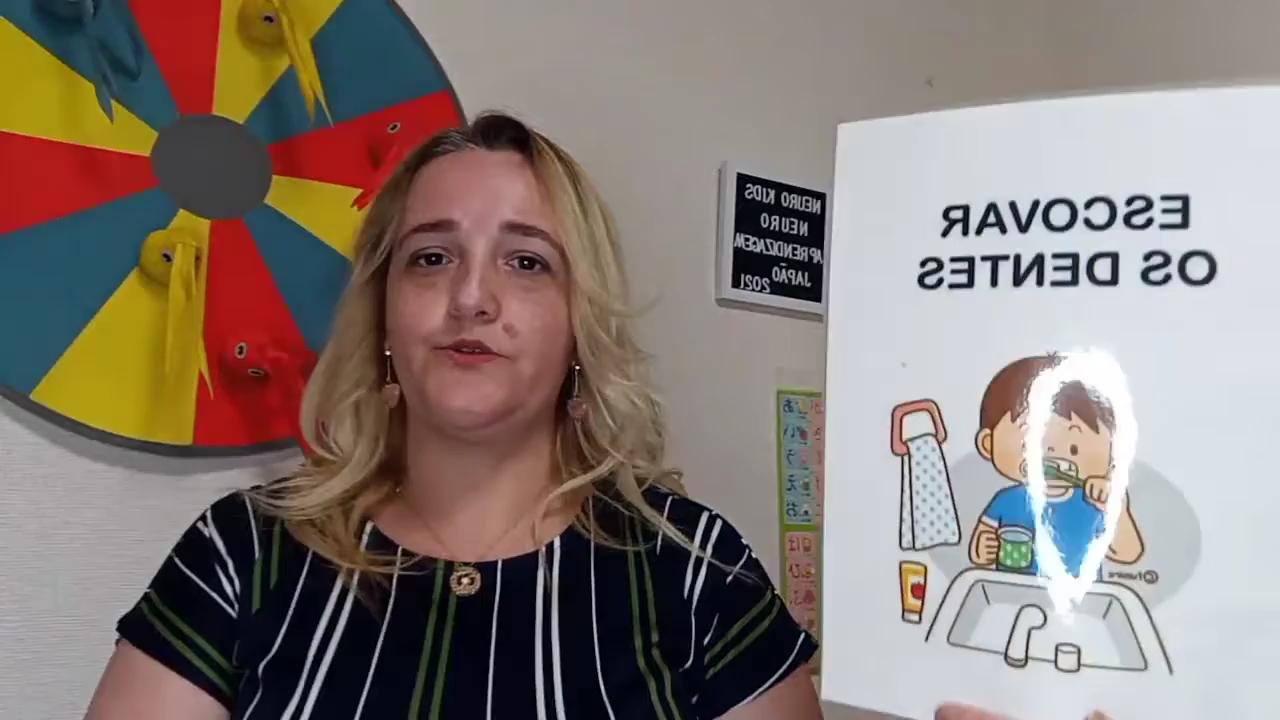 NEURO KIDS
NEURO
APRENDIZAGEM
JAPÃO
2021
ESCOVAR
OS DENTES